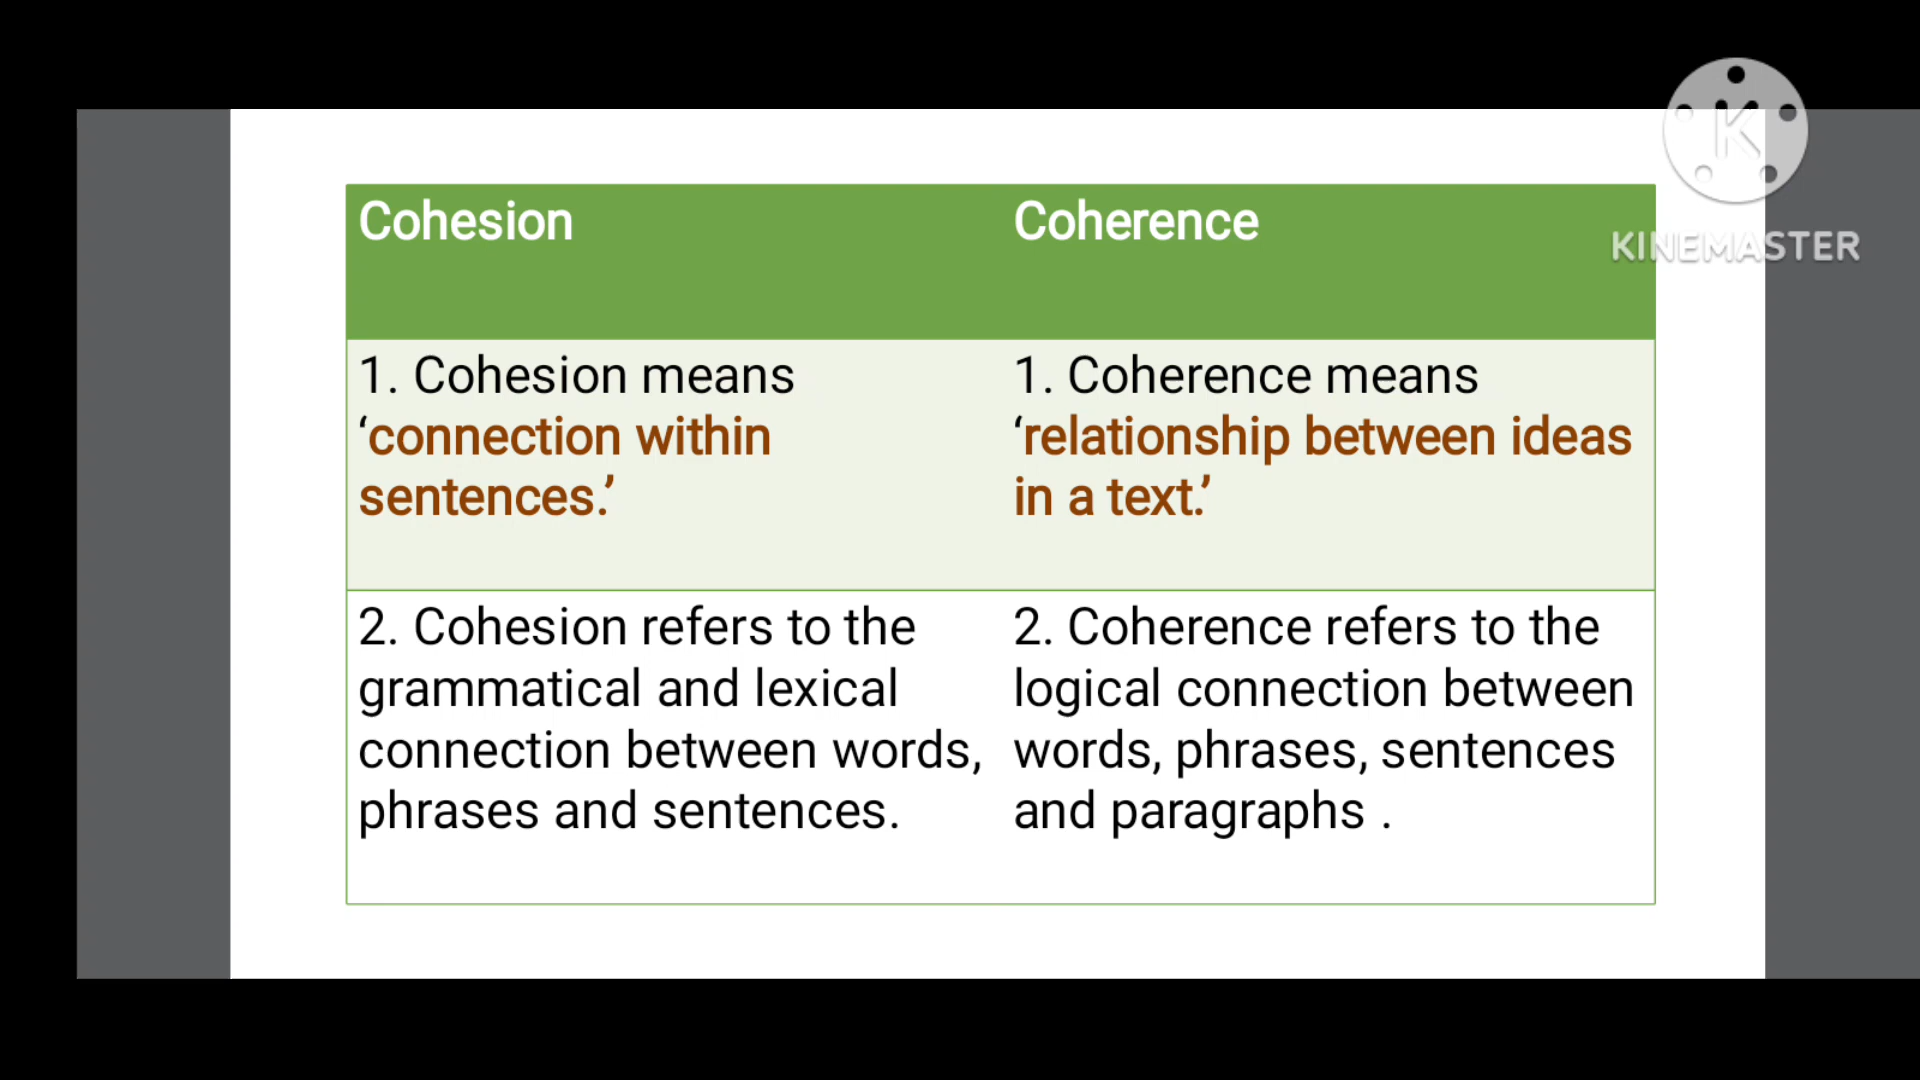 Cohesion
Coherence
1. Cohesion means
‘connection within
sentences.’
1. Coherence means
‘relationship between ideas
in a text.’
2. Cohesion refers to the
grammatical and lexical
connection between words,
phrases and sentences.
2. Coherence refers to the
logical connection between
words, phrases, sentences
and paragraphs .
K
KINEMASTER